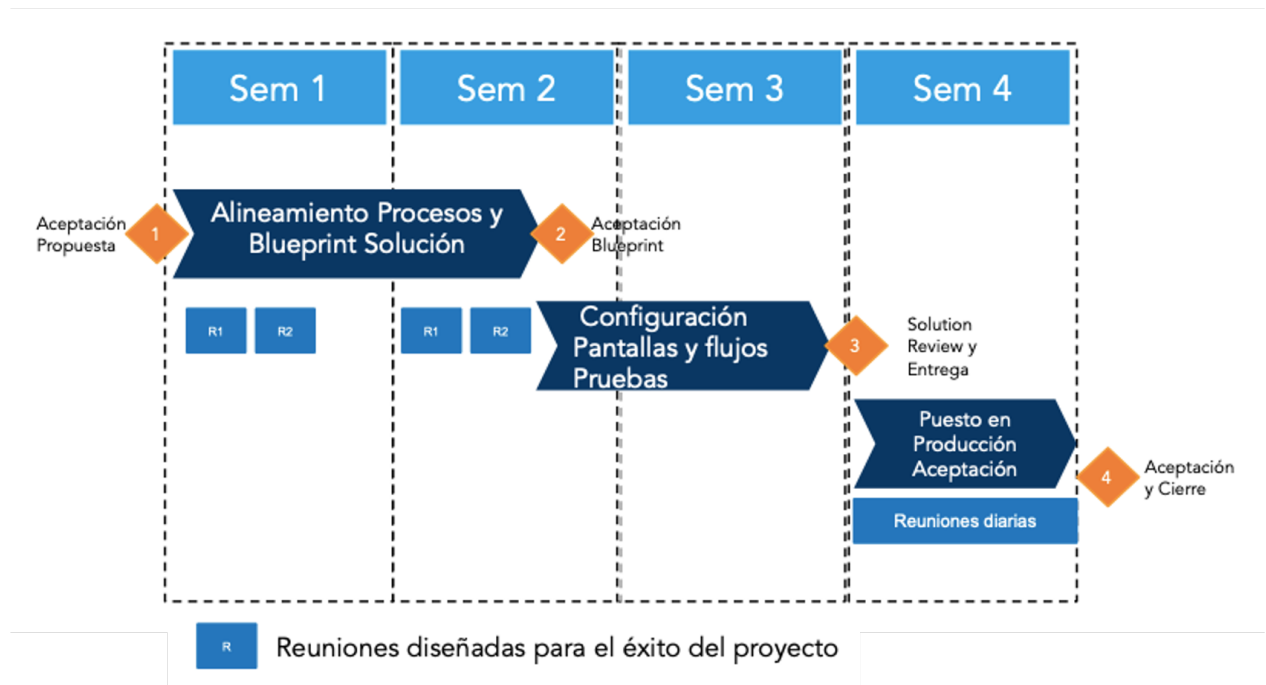 Sem 1
Sem 2
Sem 3
Sem 4
Aceptación
Propuesta
1
Alineamiento Procesos y
Blueprint Solución
2
Aceptación
Blueprint
R1
R2
R1
R2
Configuración
Pantallas y flujos
Pruebas
3
Solution
Review y
Entrega
Puesto en
Producción
Aceptación
4
Aceptación
y Cierre
Reuniones diarias
R
Reuniones diseñadas para el éxito del proyecto